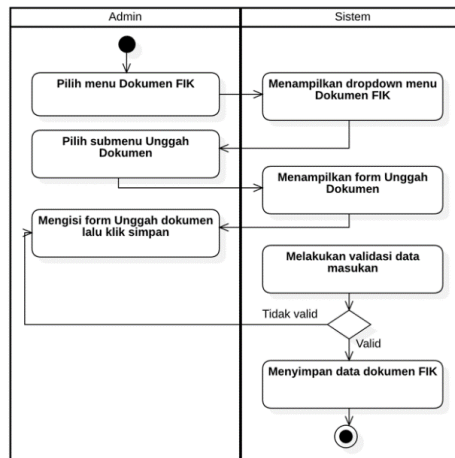 Admin
Sistem
Pilih menu Dokumen FIK
Menampilkan dropdown menu
Dokumen FIK
Pilih submenu Unggah
Dokumen
Menampilkan form Unggah
Dokumen
Mengisi form Unggah dokumen
lalu klik simpan
Melakukan validasi data
masukan
Tidak valid
Valid
Menyimpan data dokumen FIK